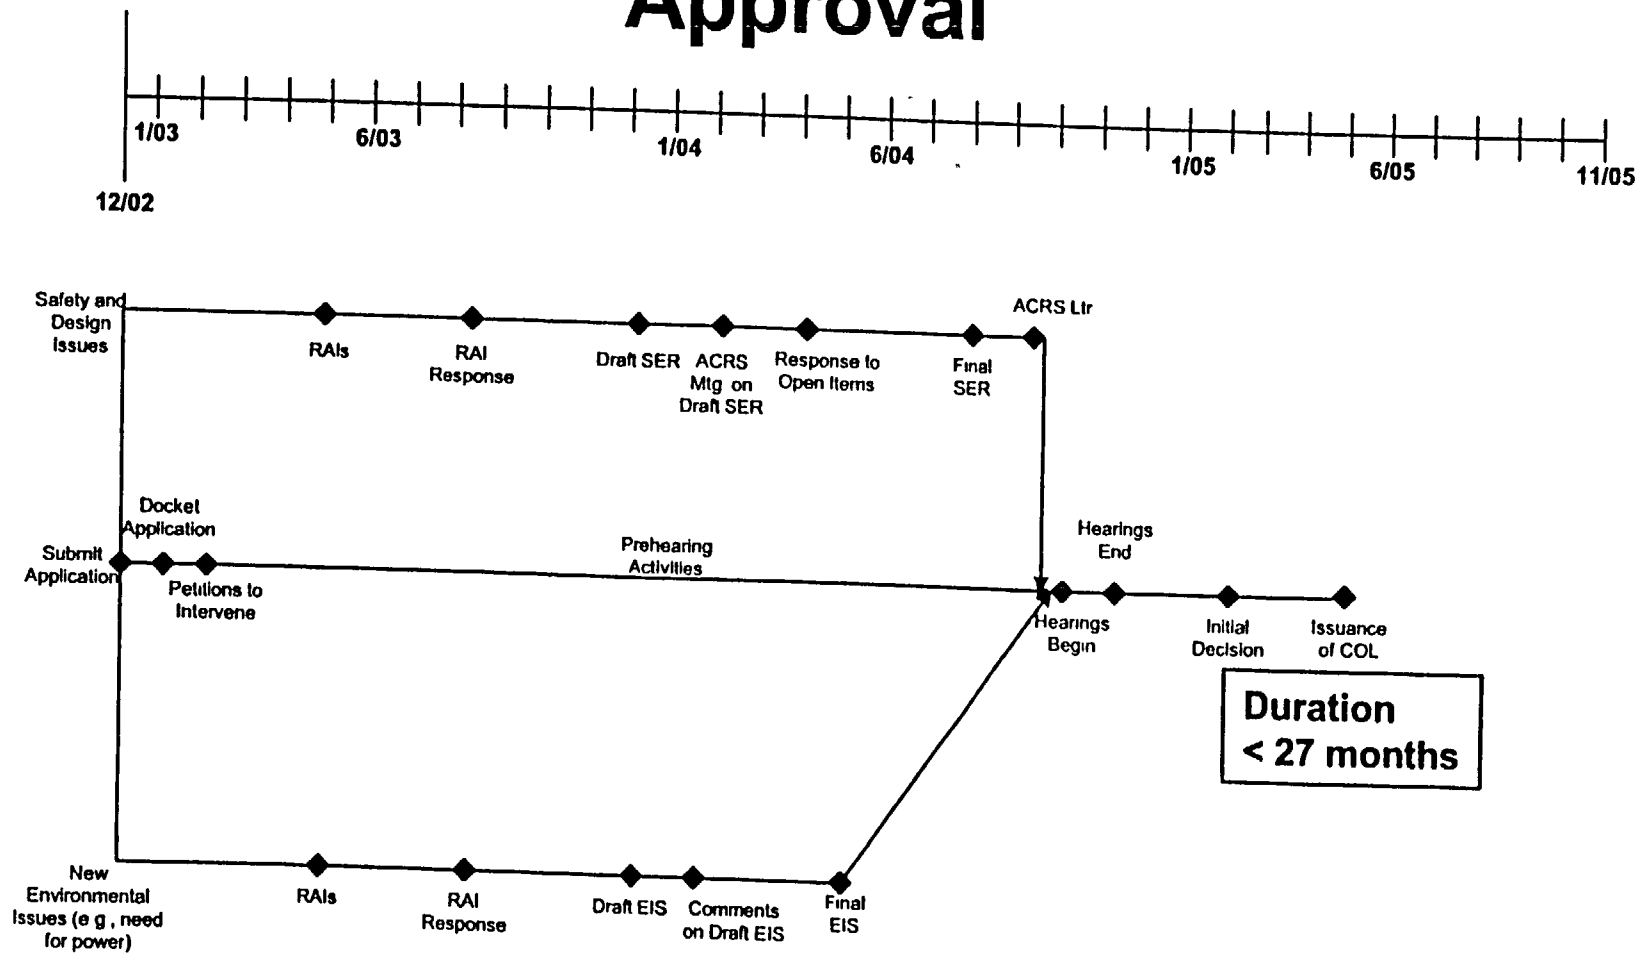 Approval
1/03
6/03
1/04
6/04
1/05
6/05
11/05
12/02
Safety and
Design
Issues
RAIs
RAI
Response
Draft SER
ACRS
Mtg on
Draft SER
Response to
Open Items
Final
SER
ACRS Ltr
Docket
Application
Submit
Application
Petitions to
Intervene
Prehearing
Activities
Hearings
End
Hearings
Begin
Initial
Decision
Issuance
of COL
Duration
< 27 months
New
Environmental
Issues (e g , need
for power)
RAIs
RAI
Response
Draft EIS
Comments
on Draft EIS
Final
EIS